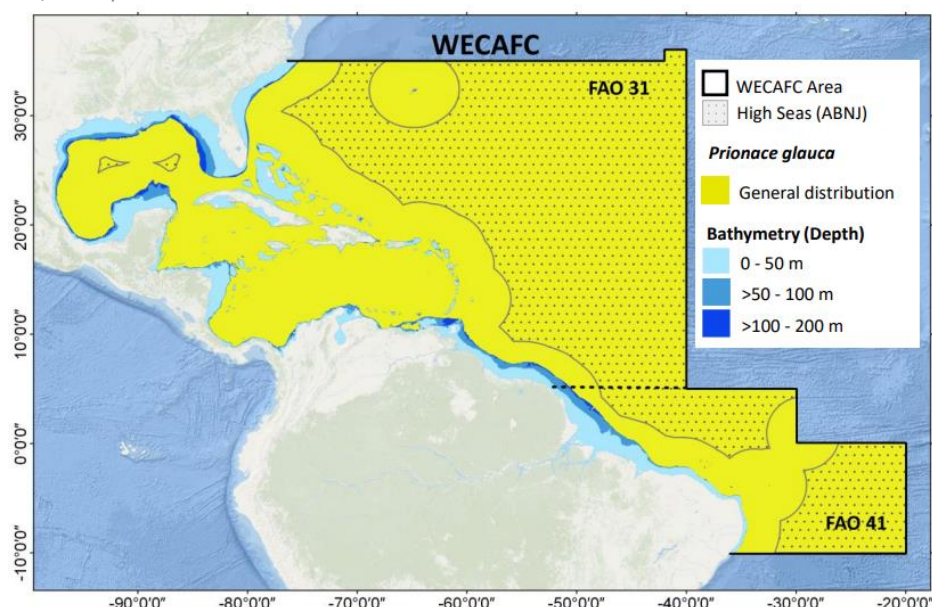 WECAFC
FAO 31
WECAFC Area
High Seas (ABNJ)
Prionace glauca
General distribution
Bathymetry (Depth)
0 - 50 m
>50 - 100 m
>100 - 200 m
FAO 41
30°0'0"
20°0'0"
10°0'0"
0°0'0"
-10°0'0"
-90°0'0"
-80°0'0"
-70°0'0"
-60°0'0"
-50°0'0"
-40°0'0"
-30°0'0"
-20°0'0"